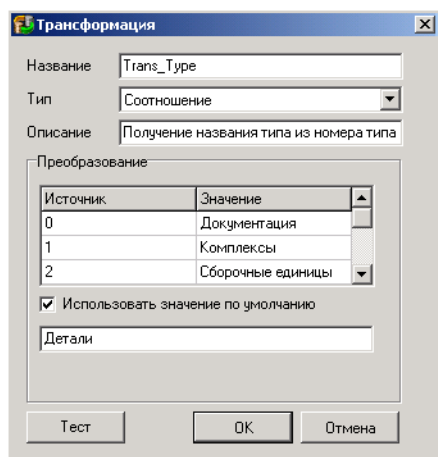 Трансформация
Название Trans_Type
Тип Соотношение
Описание Получение названия типа из номера типа
Преобразование
Источник Значение
0 Документация
1 Комплексы
2 Сборочные единицы
Использовать значение по умолчанию
Детали
Тест OK Отмена